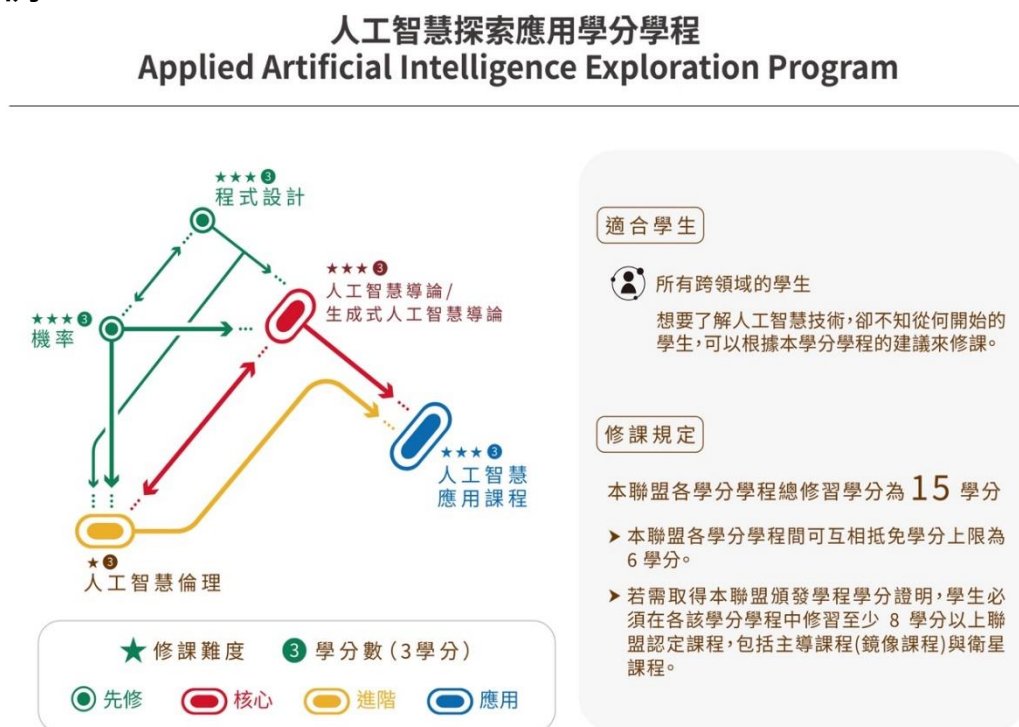 人工智慧探索應用學分學程
Applied Artificial Intelligence Exploration Program
★★★❸
程式設計
★★★❸
人工智慧導論/
生成式人工智慧導論
★★★❸
機率
★★★❸
人工智慧
應用課程
★❸
人工智慧倫理
★修課難度 ❸學分數(3學分)
先修 核心 進階 應用
適合學生
所有跨領域的學生
想要了解人工智慧技術,卻不知從何開始的
學生,可以根據本學分學程的建議來修課。
修課規定
本聯盟各學分學程總修習學分為 15 學分
➤ 本聯盟各學分學程間可互相抵免學分上限為
6 學分。
➤ 若需取得本聯盟頒發學程學分證明,學生必
須在各該學分學程中修習至少 8 學分以上聯
盟認定課程,包括主導課程(鏡像課程)與衛星
課程。